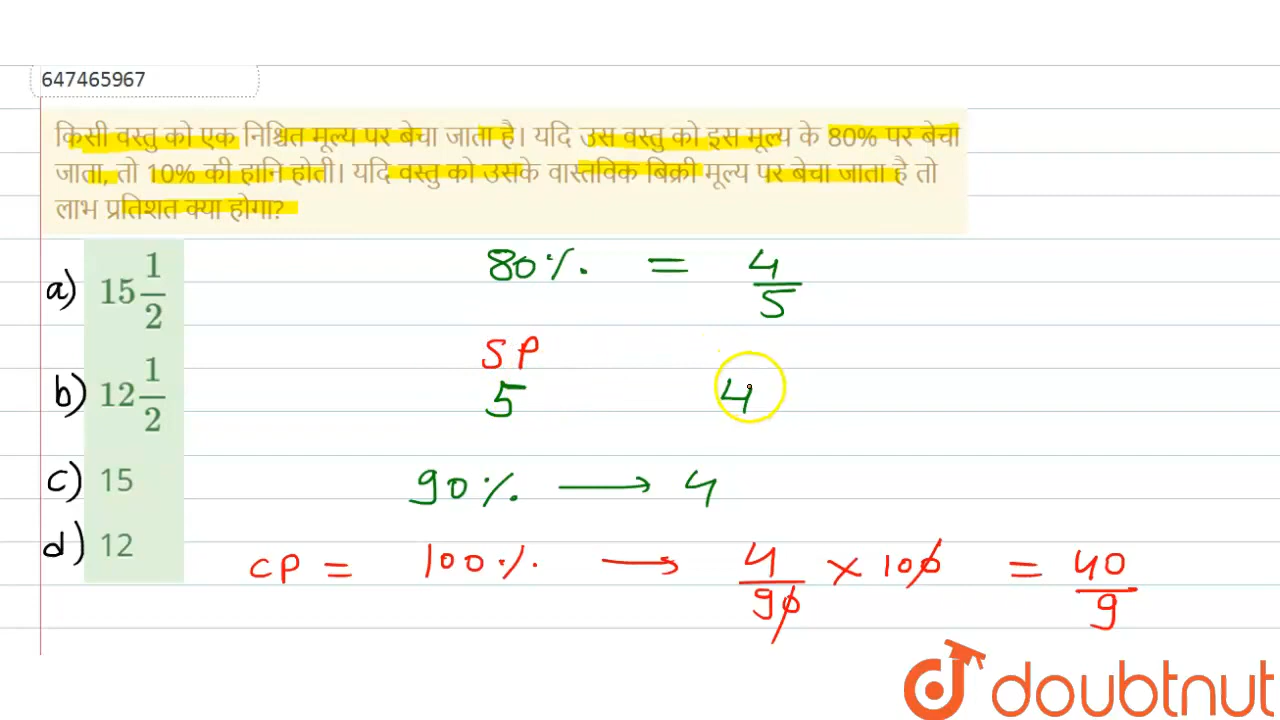 647465967
किसी वस्तु को एक निश्चित मूल्य पर बेचा जाता है। यदि उस वस्तु को इस मूल्य के 80% पर बेचा
जाता, तो 10% की हानि होती। यदि वस्तु को उसके वास्तविक बिक्री मूल्य पर बेचा जाता है तो
लाभ प्रतिशत क्या होगा?
80% = 4/5
a) 15 1/2
SP
b) 12 1/2 5 4
c) 15 90% → 4
d) 12
CP = 100% → 4/90 × 100 = 40/9
doubtnut